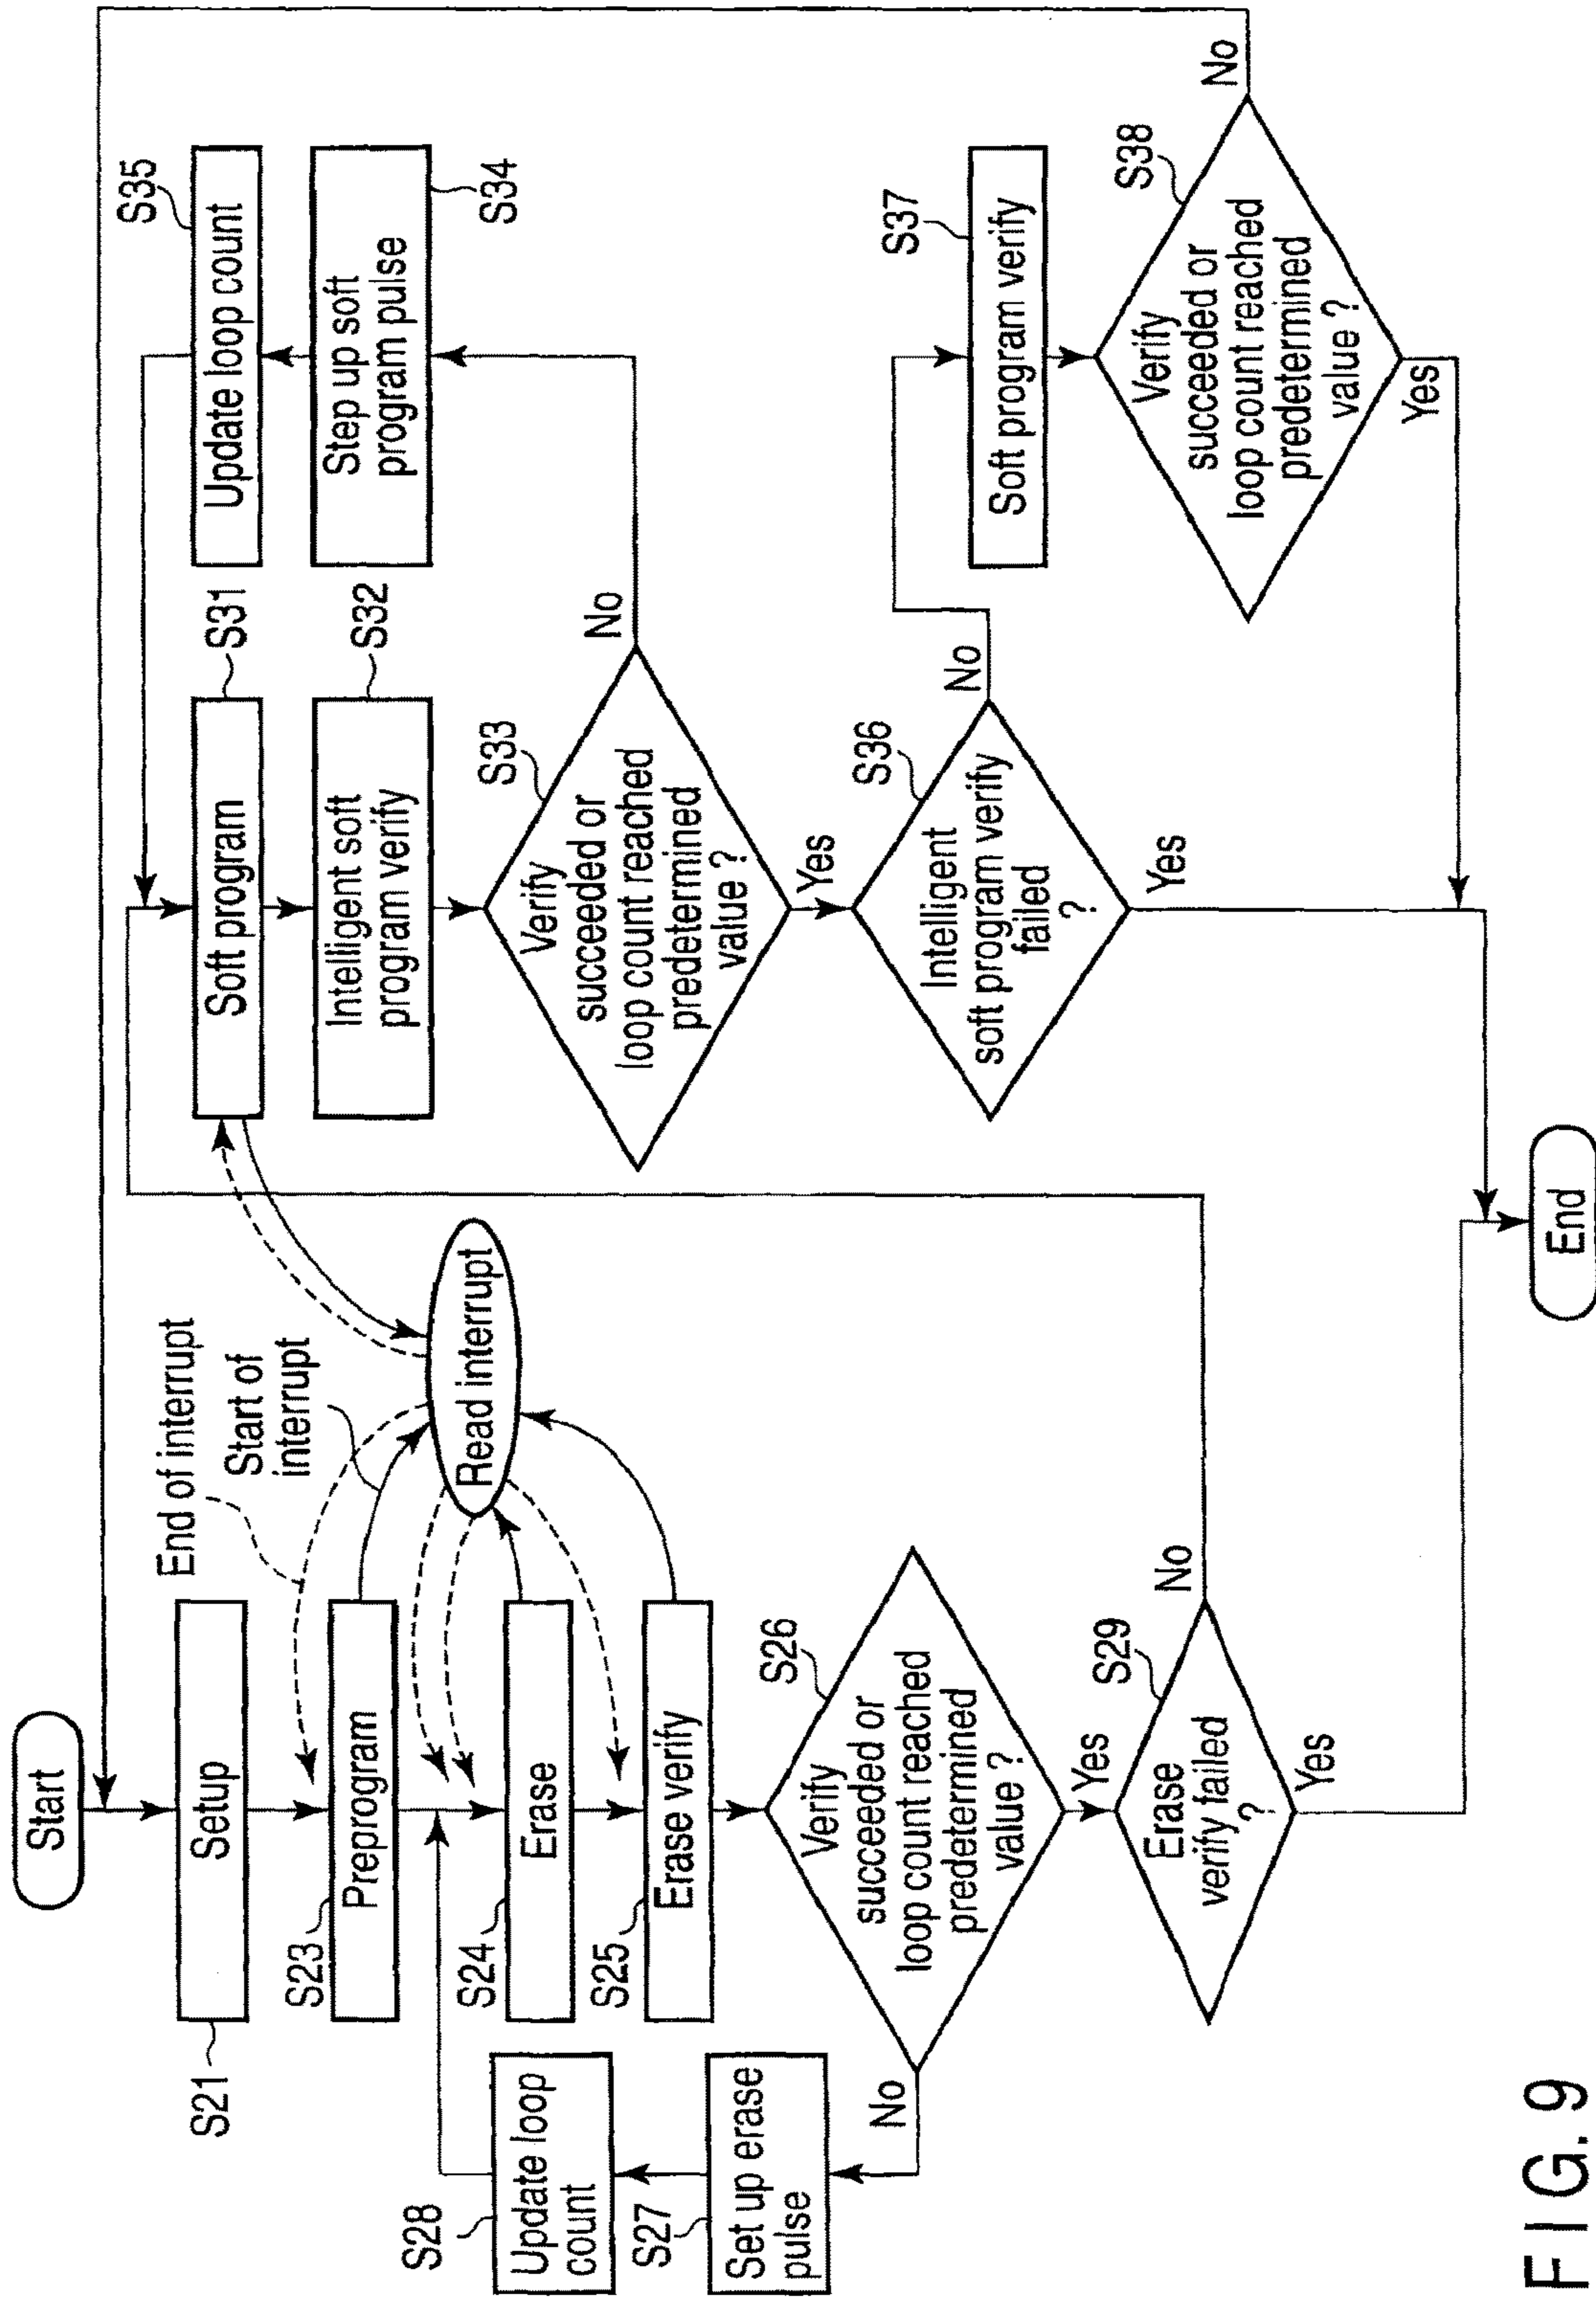 Start
Setup
S21
Preprogram
S23
End of interrupt
Start of
interrupt
Read interrupt
Erase
S24
Erase verify
S25
Verify
succeeded or
loop count reached
predetermined
value ?
S26
No
Yes
Set up erase
pulse
S27
Update loop
count
S28
Erase
verify failed
?
S29
No
Yes
Soft program
S31
Intelligent soft
program verify
S32
Verify
succeeded or
loop count reached
predetermined
value ?
S33
No
Yes
Step up soft
program pulse
S34
Update loop count
S35
Intelligent
soft program verify
failed
?
S36
No
Yes
Soft program verify
S37
Verify
succeeded or
loop count reached
predetermined
value ?
S38
No
Yes
End
FIG. 9